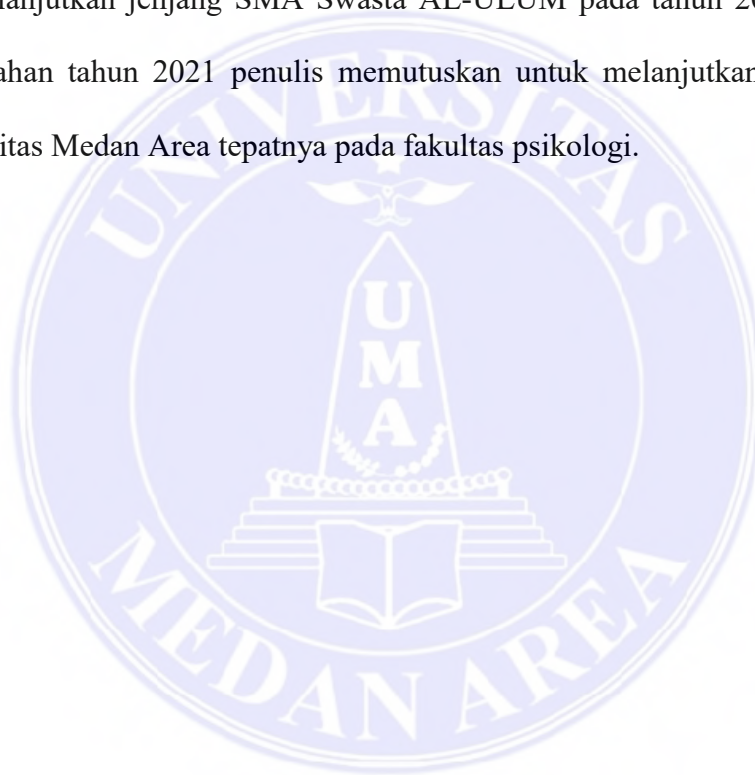 lanjutkan jenjang SMA Swasta AL-ULUM pada tahun
ahan tahun 2021 penulis memutuskan untuk melanjutkan
itas Medan Area tepatnya pada fakultas psikologi.
UNIVERSITAS
U
M
A
MEDAN AREA